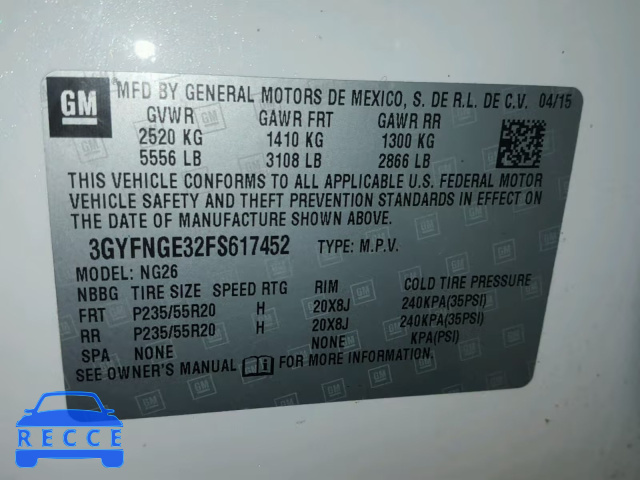 GM
MFD BY GENERAL MOTORS DE MEXICO, S. DE R.L. DE C.V. 04/15
GVWR GAWR FRT GAWR RR
2520 KG 1410 KG 1300 KG
5556 LB 3108 LB 2866 LB
THIS VEHICLE CONFORMS TO ALL APPLICABLE U.S. FEDERAL MOTOR
VEHICLE SAFETY AND THEFT PREVENTION STANDARDS IN EFFECT ON
THE DATE OF MANUFACTURE SHOWN ABOVE.
3GYFNGE32FS617452 TYPE: M.P.V.
MODEL: NG26
NBBG TIRE SIZE SPEED RTG RIM COLD TIRE PRESSURE
FRT P235/55R20 H 20X8J 240KPA(35PSI)
RR P235/55R20 H 20X8J 240KPA(35PSI)
SPA NONE NONE KPA(PSI)
SEE OWNER'S MANUAL FOR MORE INFORMATION.
RECCE